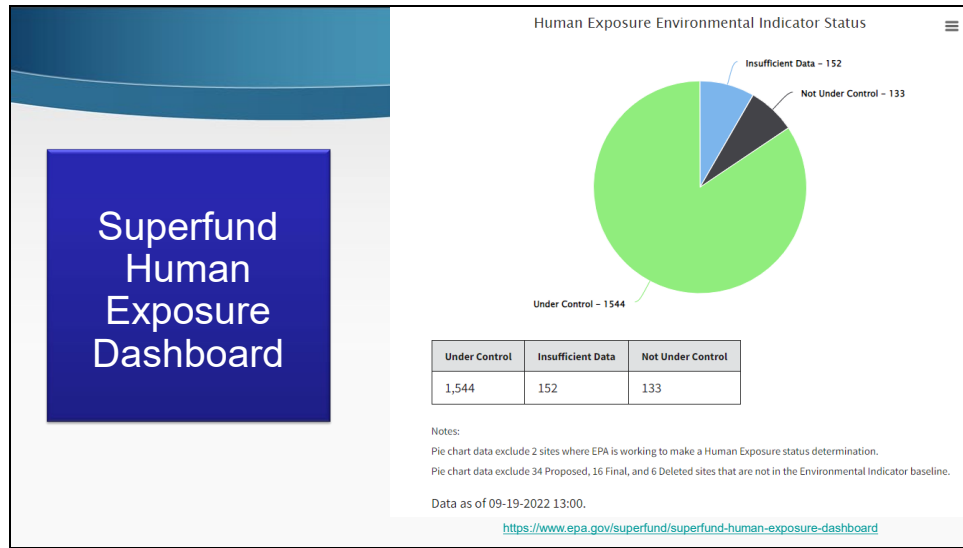 Superfund
Human
Exposure
Dashboard
Human Exposure Environmental Indicator Status
Insufficient Data – 152
Not Under Control – 133
Under Control – 1544
Under Control Insufficient Data Not Under Control
1,544 152 133
Notes:
Pie chart data exclude 2 sites where EPA is working to make a Human Exposure status determination.
Pie chart data exclude 34 Proposed, 16 Final, and 6 Deleted sites that are not in the Environmental Indicator baseline.
Data as of 09-19-2022 13:00.
https://www.epa.gov/superfund/superfund-human-exposure-dashboard